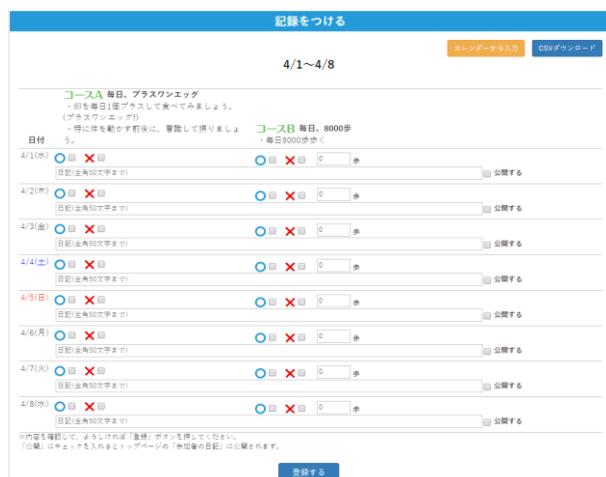 記録をつける
カレンダーから入力 CSVダウンロード
4/1～4/8
コースA 毎日、プラスワンエッグ
・卵を毎日1個プラスして食べてみましょう。
(プラスワンエッグ!)
・特に体を動かす前後に、意識して摂りましょう。
コースB 毎日、8000歩
・毎日8000歩歩く
日付
4/1(水) 0 歩
日記(全角50文字まで) 公開する
4/2(木) 0 歩
日記(全角50文字まで) 公開する
4/3(金) 0 歩
日記(全角50文字まで) 公開する
4/4(土) 0 歩
日記(全角50文字まで) 公開する
4/5(日) 0 歩
日記(全角50文字まで) 公開する
4/6(月) 0 歩
日記(全角50文字まで) 公開する
4/7(火) 0 歩
日記(全角50文字まで) 公開する
4/8(水) 0 歩
日記(全角50文字まで) 公開する
※内容を確認して、よろしければ「登録」ボタンを押してください。
「公開」にチェックを入れるとトップページの「参加者の日記」に公開されます。
登録する